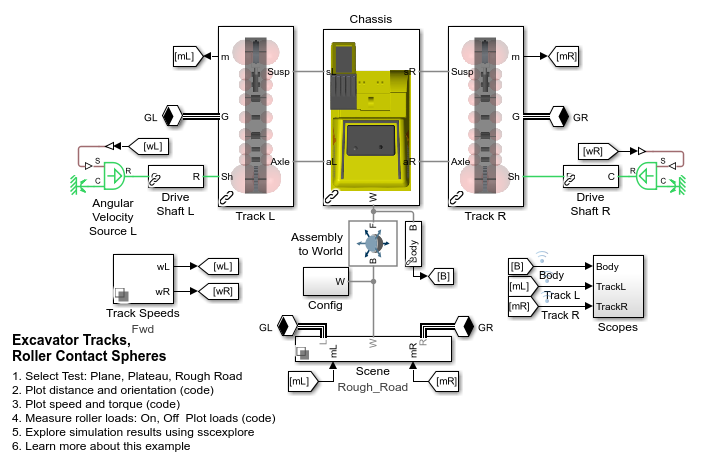 Chassis
[mL]
m
Susp
sL
sR
Susp
m
[mR]
GL
G
G
GR
[wL]
[wR]
S
C
R
R
Sh
Axle
aL
aR
Axle
Sh
C
R
S
C
Angular
Velocity
Source L
Drive
Shaft L
Track L
W
Track R
Drive
Shaft R
Assembly
to World
F
B
B
Body
[B]
wL
[wL]
wR
[wR]
Track Speeds
Fwd
W
Config
[B]
Body
Body
[mL]
Track L
TrackL
[mR]
Track R
TrackR
Scopes
GL
GR
L
W
R
mL
mR
Scene
Rough_Road
[mL]
[mR]
Excavator Tracks,
Roller Contact Spheres
1. Select Test: Plane, Plateau, Rough Road
2. Plot distance and orientation (code)
3. Plot speed and torque (code)
4. Measure roller loads: On, Off  Plot loads (code)
5. Explore simulation results using sscexplore
6. Learn more about this example